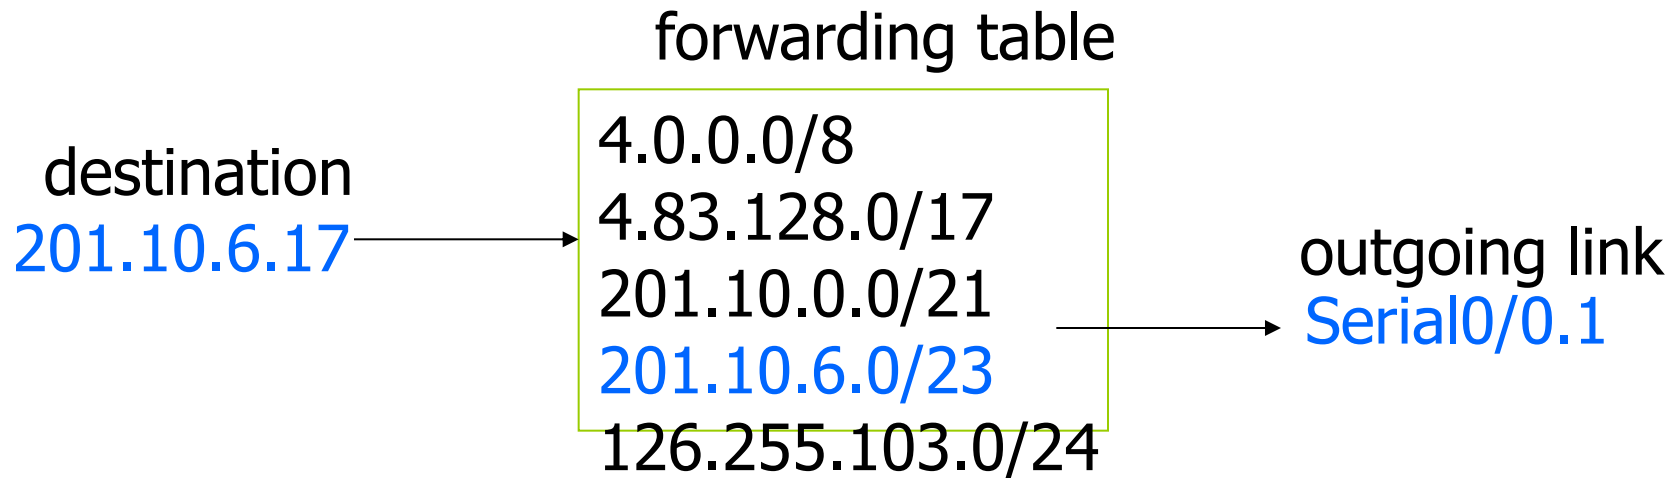 forwarding table
destination
201.10.6.17
4.0.0.0/8
4.83.128.0/17
201.10.0.0/21
201.10.6.0/23
126.255.103.0/24
outgoing link
Serial0/0.1